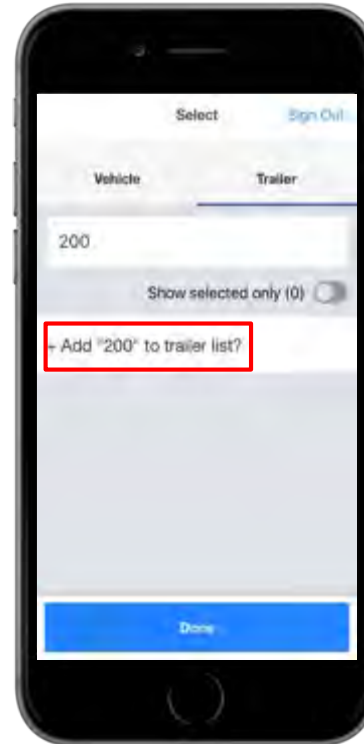 Select
Sign Out
Vehicle
Trailer
200
Show selected only (0)
+ Add "200" to trailer list?
Done